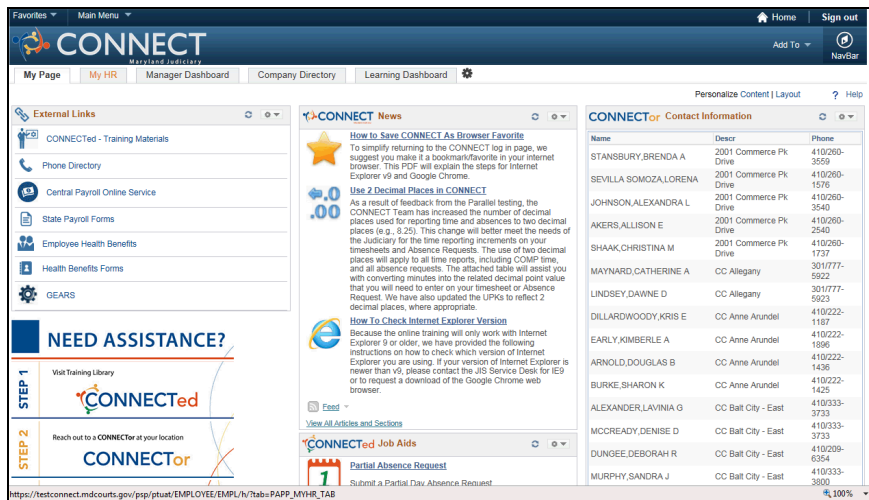 Favorites Main Menu Home Sign out
CONNECT
Maryland Judiciary
Add To NavBar
My Page My HR Manager Dashboard Company Directory Learning Dashboard
Personalize Content | Layout ? Help
External Links
CONNECTed - Training Materials
Phone Directory
Central Payroll Online Service
State Payroll Forms
Employee Health Benefits
Health Benefits Forms
GEARS
NEED ASSISTANCE?
STEP 1
Visit Training Library
CONNECTed
STEP 2
Reach out to a CONNECTor at your location
CONNECTor
CONNECT News
How to Save CONNECT As Browser Favorite
To simplify returning to the CONNECT log in page, we
suggest you make it a bookmark/favorite in your internet
browser. This PDF will explain the steps for Internet
Explorer v9 and Google Chrome.
Use 2 Decimal Places in CONNECT
.0
.00
As a result of feedback from the Parallel testing, the
CONNECT Team has increased the number of decimal
places used for reporting time and absences to two decimal
places (e.g., 8.25). This change will better meet the needs of
the Judiciary for the time reporting increments on your
timesheets and Absence Requests. The use of two decimal
places will apply to all time reports, including COMP time,
and all absence requests. The attached table will assist you
with converting minutes into the related decimal point value
that you will need to enter on your timesheet or Absence
Request. We have also updated the UPKs to reflect 2
decimal places, where appropriate.
How To Check Internet Explorer Version
Because the online training will only work with Internet
Explorer 9 or older, we have provided the following
instructions on how to check which version of Internet
Explorer you are using. If your version of Internet Explorer is
newer than v9, please contact the JIS Service Desk for IE9
or to request a download of the Google Chrome web
browser.
Feed
View All Articles and Sections
CONNECTed Job Aids
1
Partial Absence Request
Submit a Partial Day Absence Request
CONNECTor Contact Information
Name Descr Phone
STANSBURY,BRENDA A 2001 Commerce Pk Drive 410/260-3559
SEVILLA SOMOZA,LORENA 2001 Commerce Pk Drive 410/260-1576
JOHNSON,ALEXANDRA L 2001 Commerce Pk Drive 410/260-3540
AKERS,ALLISON E 2001 Commerce Pk Drive 410/260-2540
SHAAK,CHRISTINA M 2001 Commerce Pk Drive 410/260-1737
MAYNARD,CATHERINE A CC Allegany 301/777-5922
LINDSEY,DAWNE D CC Allegany 301/777-5923
DILLARDWOODY,KRIS E CC Anne Arundel 410/222-1187
EARLY,KIMBERLE A CC Anne Arundel 410/222-1896
ARNOLD,DOUGLAS B CC Anne Arundel 410/222-1436
BURKE,SHARON K CC Anne Arundel 410/222-1425
ALEXANDER,LAVINIA G CC Balt City - East 410/333-3733
MCCREADY,DENISE D CC Balt City - East 410/333-3733
DUNGEE,DEBORAH R CC Balt City - East 410/209-6354
MURPHY,SANDRA J CC Balt City - East 410/333-3800
https://testconnect.mdcourts.gov/psp/ptuat/EMPLOYEE/EMPL/h/?tab=PAPP_MYHR_TAB 100%